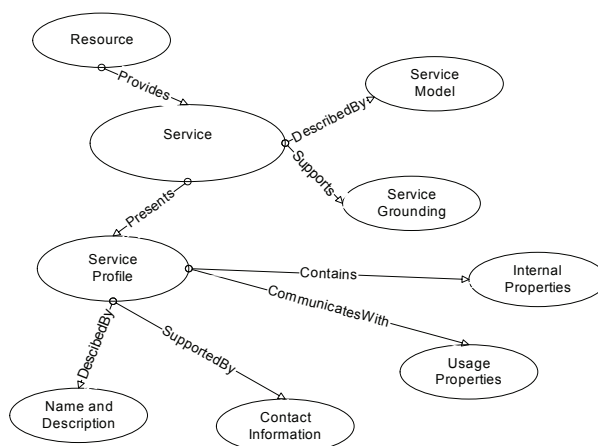 Resource
Provides
Service
Model
DescribedBy
Service
Supports
Service
Grounding
Presents
Service
Profile
Contains
Internal
Properties
CommunicatesWith
DescibedBy
SupportedBy
Usage
Properties
Name and
Description
Contact
Information